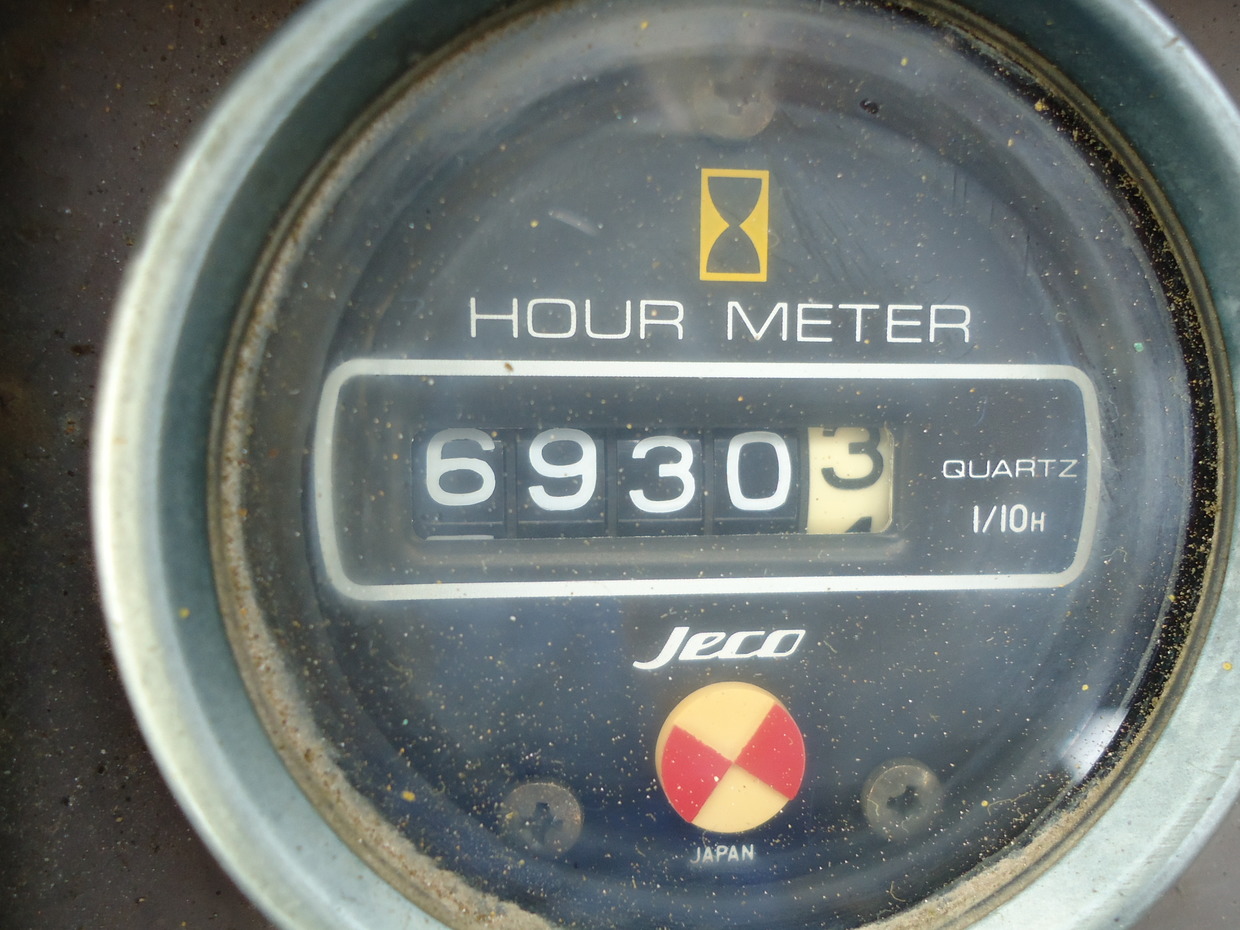 HOUR METER
69303
QUARTZ
1/10H
Jeco
JAPAN